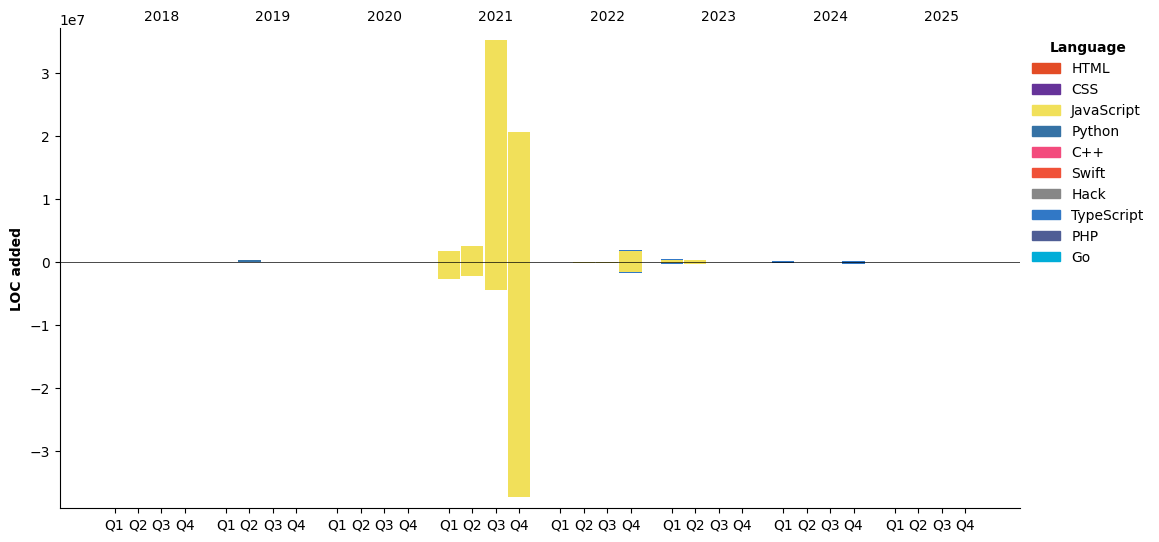 1e7
2018 2019 2020 2021 2022 2023 2024 2025
Language
HTML
CSS
JavaScript
Python
C++
Swift
Hack
TypeScript
PHP
Go
LOC added
3
2
1
0
−1
−2
−3
Q1 Q2 Q3 Q4 Q1 Q2 Q3 Q4 Q1 Q2 Q3 Q4 Q1 Q2 Q3 Q4 Q1 Q2 Q3 Q4 Q1 Q2 Q3 Q4 Q1 Q2 Q3 Q4 Q1 Q2 Q3 Q4